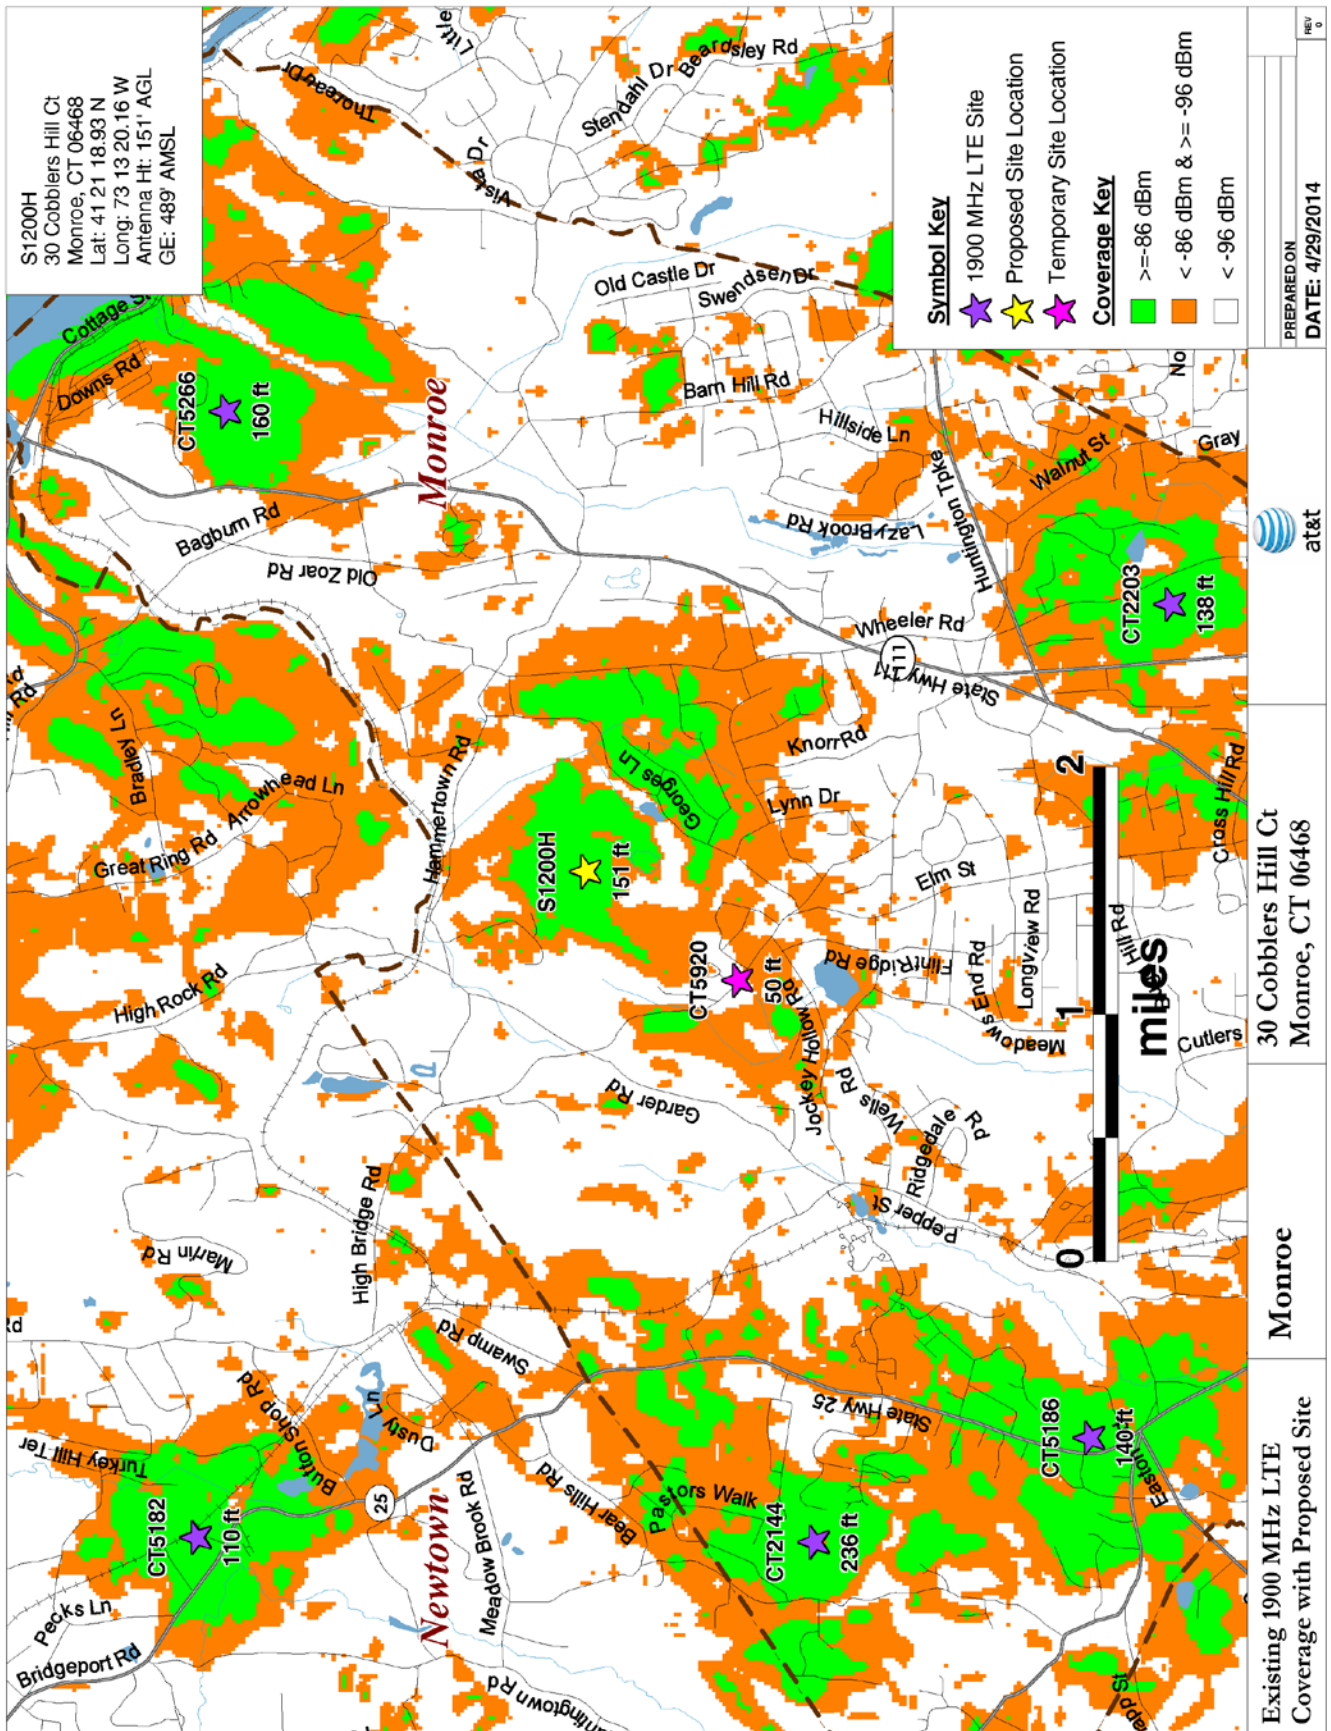 S1200H
30 Cobblers Hill Ct
Monroe, CT 06468
Lat: 41 21 18.93 N
Long: 73 13 20.16 W
Antenna Ht: 151' AGL
GE: 489' AMSL
Pecks Ln
Bridgeport Rd
Turkey Hill Ter
CT5182
110 ft
Button Shop Rd
Dusty Ln
25
Newtown
Meadow Brook Rd
Bear Hills Rd
Swamp Rd
Martin Rd
High Bridge Rd
High Rock Rd
Great Ring Rd
Bradley Ln
Arrowhead Ln
Hammertown Rd
Bagburn Rd
Old Zoar Rd
CT5266
160 ft
Downs Rd
Cottage S
Monroe
Thoreau Dr
Little
Vista Dr
Stendahl Dr
Beardsley Rd
Pastors Walk
CT2144
236 ft
State Hwy 25
CT5186
140 ft
Easton
app St
Garder Rd
Jockey Hollow Rd
Wells Rd
Ridgedale Rd
Pepper St
CT5920
50 ft
S1200H
151 ft
Georges Ln
Flint Ridge Rd
Meadows End Rd
Longview Rd
Elm St
Lynn Dr
Knorr Rd
Wheeler Rd
111
State Hwy 111
Huntington Tpke
Lazy Brook Rd
Hillside Ln
Barn Hill Rd
Old Castle Dr
Swendsen Dr
Walnut St
Gray
No
CT2203
138 ft
Cross Hill Rd
Hill Rd
Cutlers
0 1 2
miles
Symbol Key
1900 MHz LTE Site
Proposed Site Location
Temporary Site Location
Coverage Key
>=-86 dBm
< -86 dBm & >= -96 dBm
< -96 dBm
Existing 1900 MHz LTE
Coverage with Proposed Site
Monroe
30 Cobblers Hill Ct
Monroe, CT 06468
at&t
PREPARED ON
DATE: 4/29/2014
REV
0